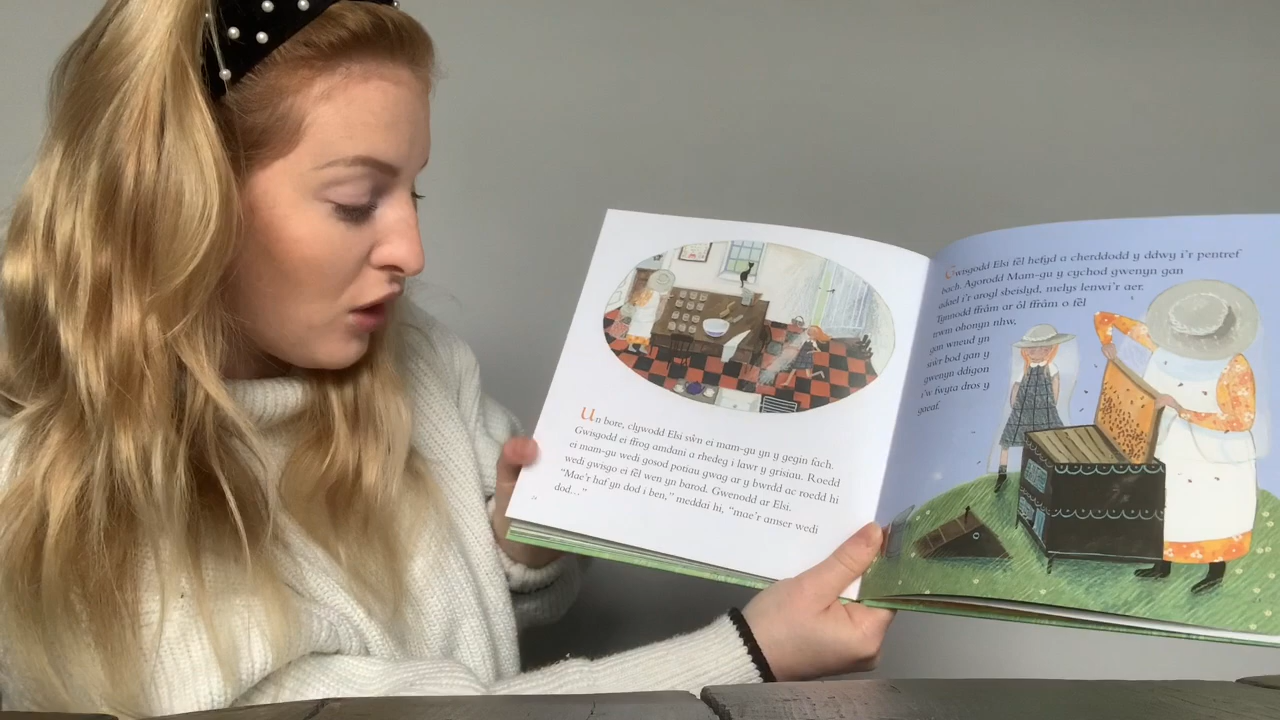 Un bore, clywodd Elsi sŵn ei mam-gu yn y gegin fach.
Gwisgodd ei ffrog amdani a rhedeg i lawr y grisiau. Roedd
ei mam-gu wedi gosod potiau gwag ar y bwrdd ac roedd hi
wedi gwisgo ei fêl wen yn barod. Gwenodd ar Elsi.
"Mae'r haf yn dod i ben," meddai hi, "mae'r amser wedi
dod…"
24
Gwisgodd Elsi fêl hefyd a cherddodd y ddwy i'r pentref
bach. Agorodd Mam-gu y cychod gwenyn gan
adael i'r arogl sbeislyd, melys lenwi'r aer.
Tynnodd ffrâm ar ôl ffrâm o fêl
trwm ohonyn nhw,
gan wneud yn
siŵr bod gan y
gwenyn ddigon
i'w fwyta dros y
gaeaf.